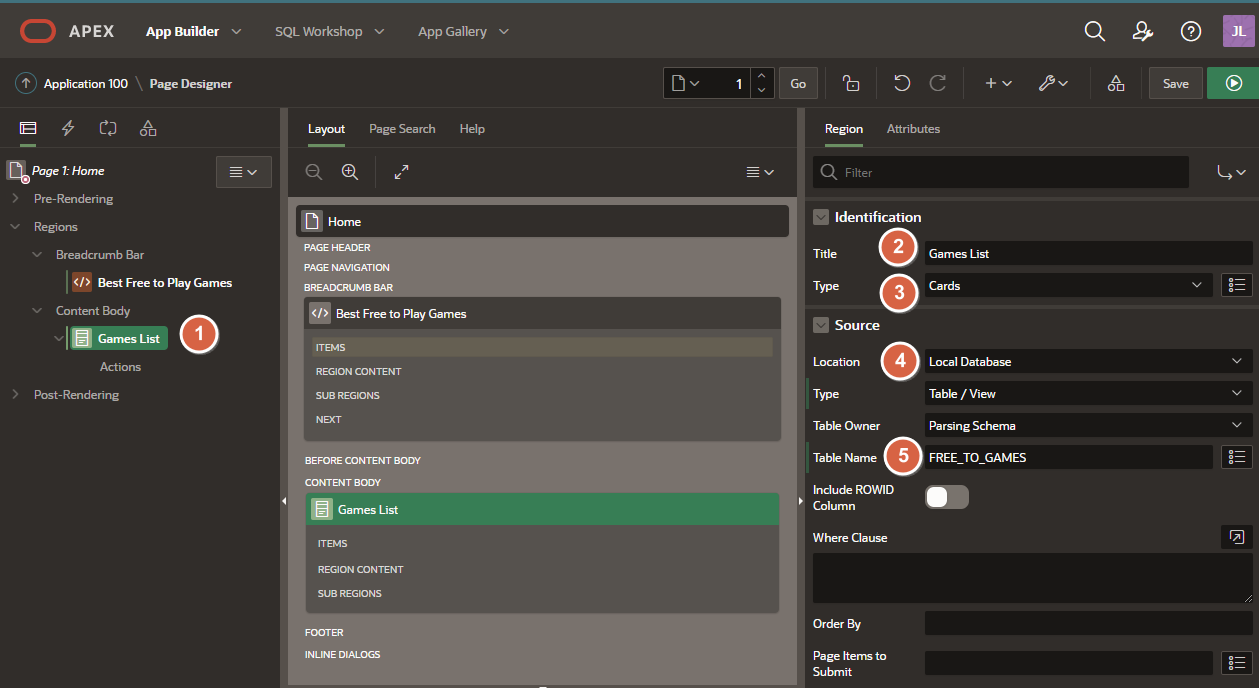 APEX App Builder SQL Workshop App Gallery JL
Application 100 \ Page Designer 1 Go Save
Page 1: Home
Pre-Rendering
Regions
Breadcrumb Bar
</> Best Free to Play Games
Content Body
Games List 1
Actions
Post-Rendering
Layout Page Search Help
Home
PAGE HEADER
PAGE NAVIGATION
BREADCRUMB BAR
</> Best Free to Play Games
ITEMS
REGION CONTENT
SUB REGIONS
NEXT
BEFORE CONTENT BODY
CONTENT BODY
Games List
ITEMS
REGION CONTENT
SUB REGIONS
FOOTER
INLINE DIALOGS
Region Attributes
Filter
Identification
Title 2 Games List
Type 3 Cards
Source
Location 4 Local Database
Type Table / View
Table Owner Parsing Schema
Table Name 5 FREE_TO_GAMES
Include ROWID
Column
Where Clause
Order By
Page Items to
Submit